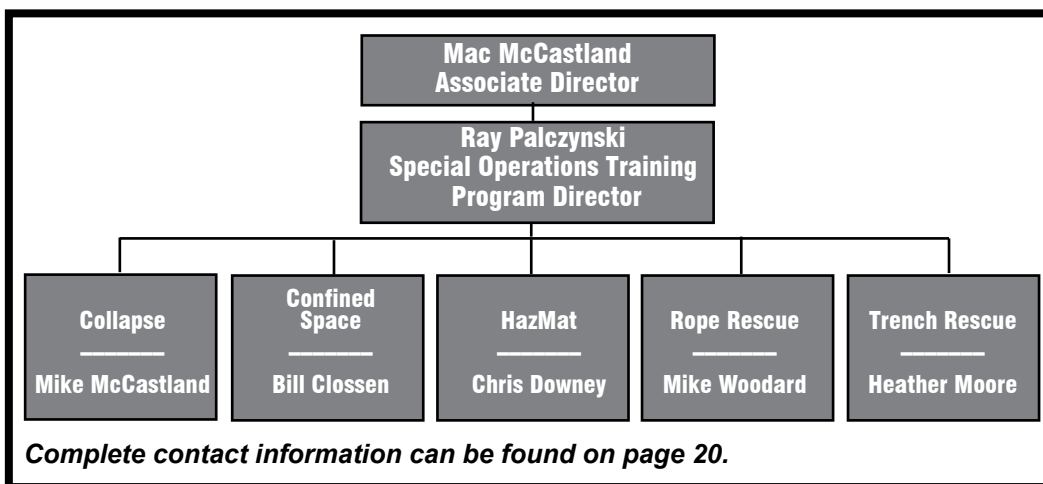 Mac McCastland
Associate Director
Ray Palczynski
Special Operations Training
Program Director
Collapse
Mike McCastland
Confined
Space
Bill Clossen
HazMat
Chris Downey
Rope Rescue
Mike Woodard
Trench Rescue
Heather Moore
Complete contact information can be found on page 20.